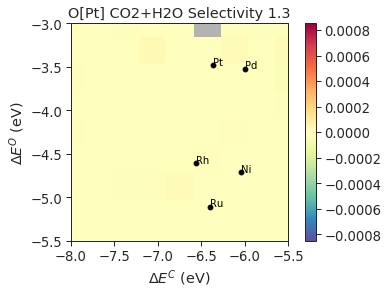 O[Pt] CO2+H2O Selectivity 1.3
−3.0
−3.5
−4.0
−4.5
−5.0
−5.5
ΔE^O (eV)
Pt
Pd
Rh
Ni
Ru
−8.0
−7.5
−7.0
−6.5
−6.0
−5.5
ΔE^C (eV)
0.0008
0.0006
0.0004
0.0002
0.0000
−0.0002
−0.0004
−0.0006
−0.0008